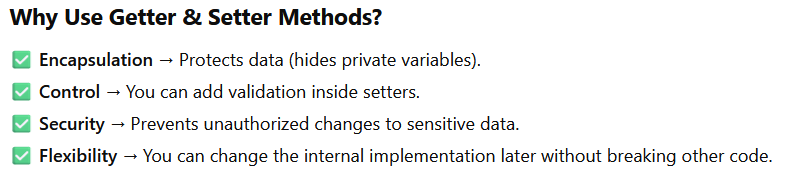 Why Use Getter & Setter Methods?
✅ Encapsulation → Protects data (hides private variables).
✅ Control → You can add validation inside setters.
✅ Security → Prevents unauthorized changes to sensitive data.
✅ Flexibility → You can change the internal implementation later without breaking other code.